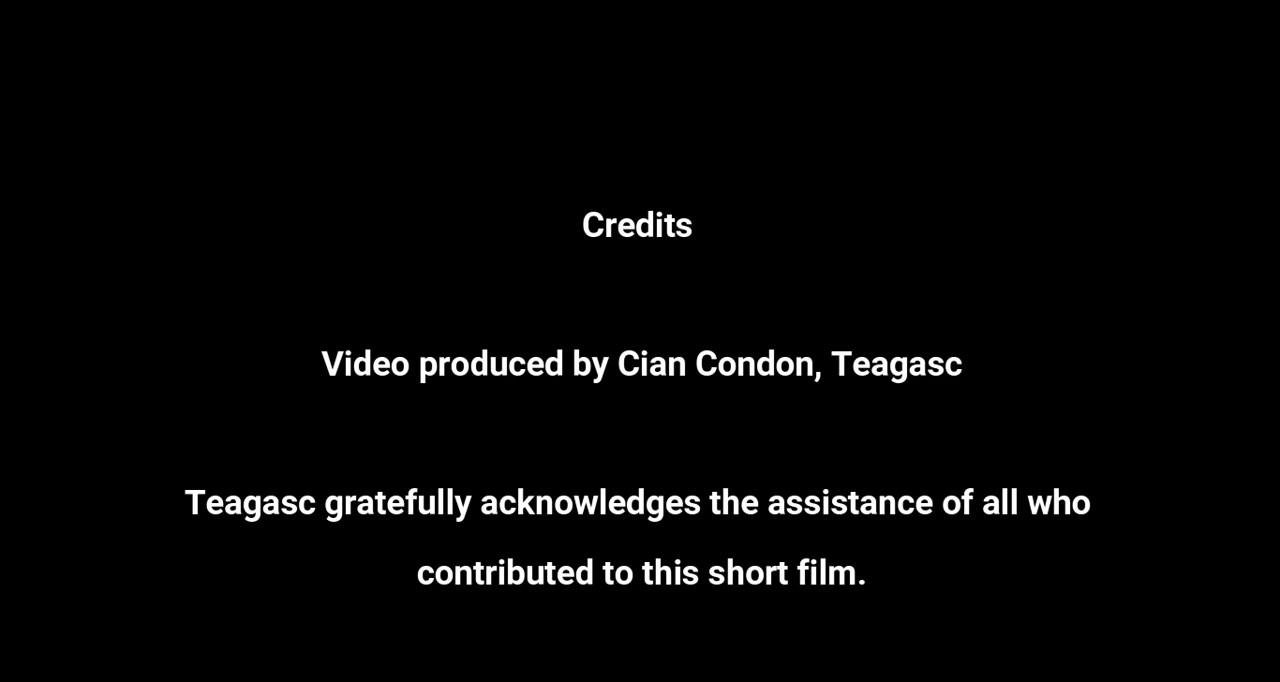 Credits
Video produced by Cian Condon, Teagasc
Teagasc gratefully acknowledges the assistance of all who
contributed to this short film.